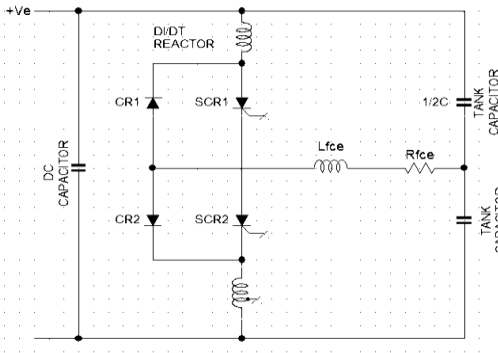 +Ve
DI/DT
REACTOR
CR1
SCR1
1/2C
TANK
CAPACITOR
Lfce
Rfce
DC
CAPACITOR
CR2
SCR2
TANK
CAPACITOR